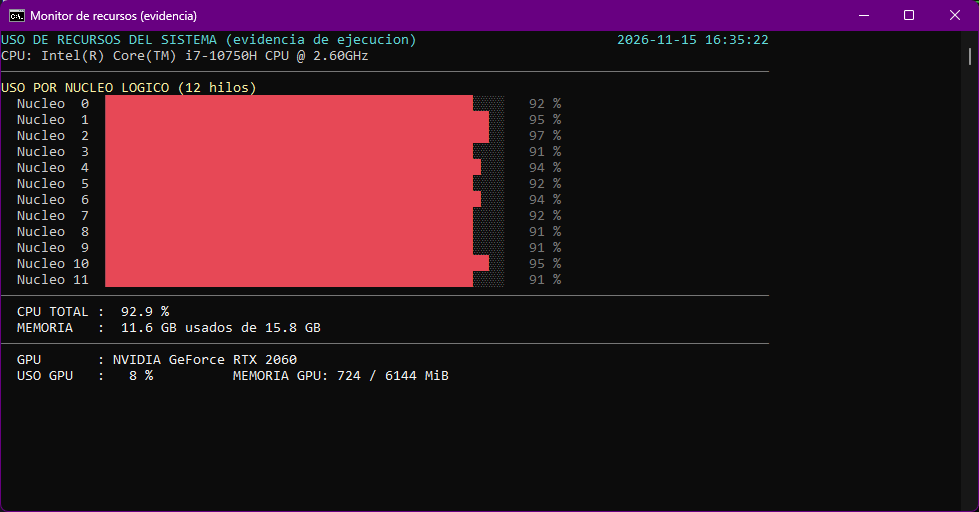 Monitor de recursos (evidencia)
USO DE RECURSOS DEL SISTEMA (evidencia de ejecucion) 2026-11-15 16:35:22
CPU: Intel(R) Core(TM) i7-10750H CPU @ 2.60GHz
USO POR NUCLEO LOGICO (12 hilos)
Nucleo 0 92 %
Nucleo 1 95 %
Nucleo 2 97 %
Nucleo 3 91 %
Nucleo 4 94 %
Nucleo 5 92 %
Nucleo 6 94 %
Nucleo 7 92 %
Nucleo 8 91 %
Nucleo 9 91 %
Nucleo 10 95 %
Nucleo 11 91 %
CPU TOTAL : 92.9 %
MEMORIA : 11.6 GB usados de 15.8 GB
GPU : NVIDIA GeForce RTX 2060
USO GPU : 8 % MEMORIA GPU: 724 / 6144 MiB